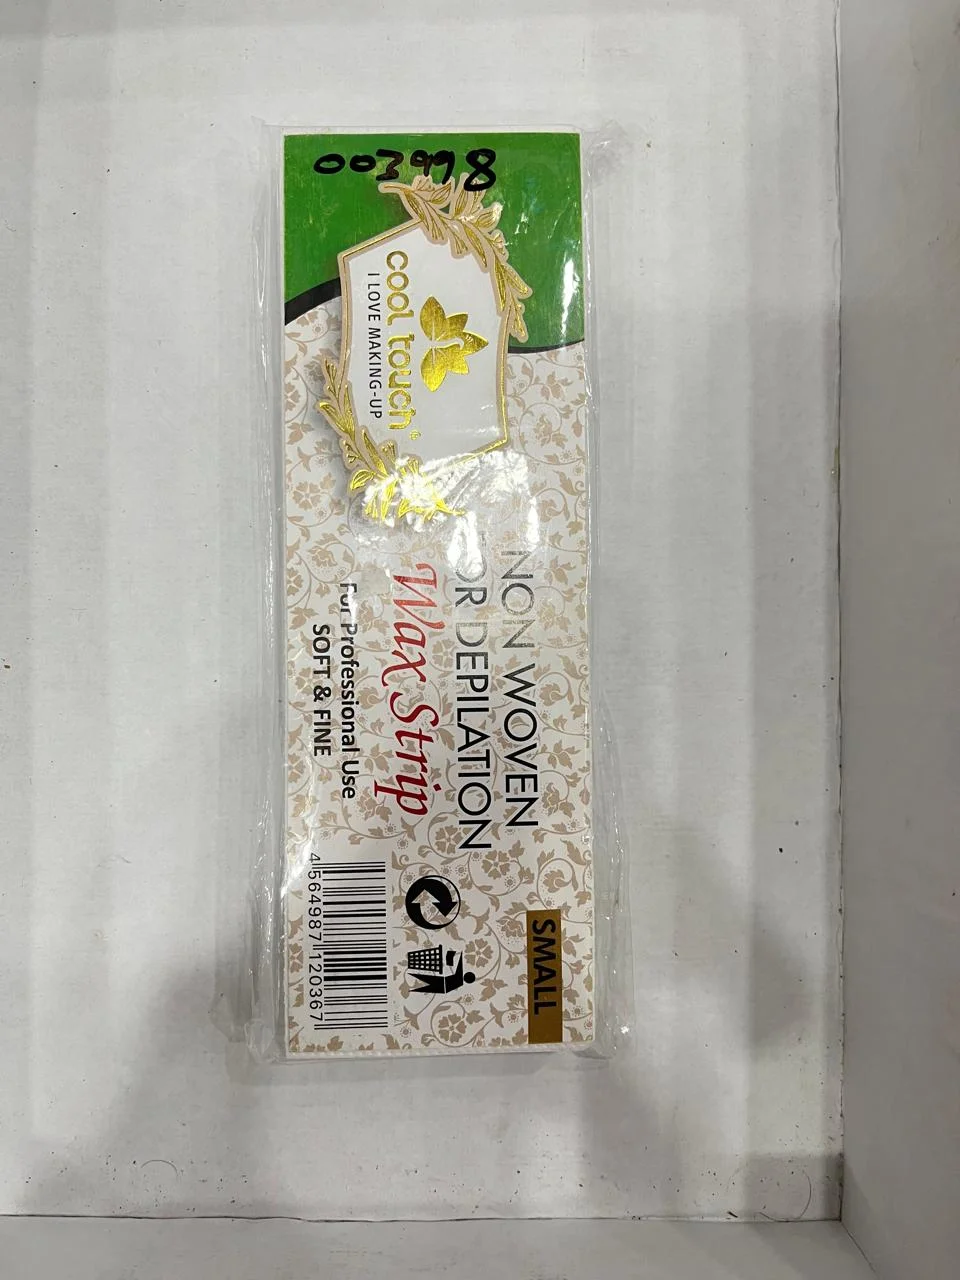 003998
cool touch
I LOVE MAKING-UP
NON WOVEN
FOR DEPILATION
Wax Strip
For Professional Use
SOFT & FINE
SMALL
4 564987 120367